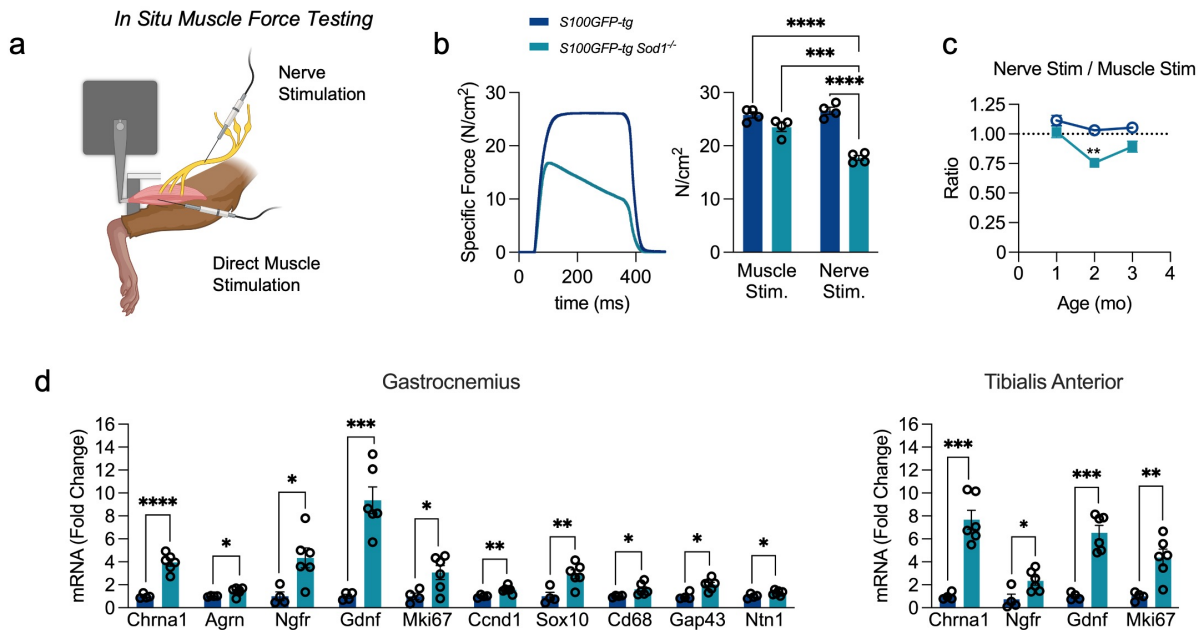 In Situ Muscle Force Testing
a
Nerve
Stimulation
Direct Muscle
Stimulation
b
S100GFP-tg
S100GFP-tg Sod1-/-
Specific Force (N/cm2)
30
20
10
0
0
200
400
time (ms)
****
***
****
N/cm2
30
20
10
0
Muscle
Stim.
Nerve
Stim.
c
Nerve Stim / Muscle Stim
Ratio
1.25
1.00
0.75
0.50
0.25
0
**
0
1
2
3
4
Age (mo)
d
Gastrocnemius
mRNA (Fold Change)
16
14
12
10
8
6
4
2
0
****
*
*
***
*
**
**
*
*
*
Chrna1
Agrn
Ngfr
Gdnf
Mki67
Ccnd1
Sox10
Cd68
Gap43
Ntn1
Tibialis Anterior
mRNA (Fold Change)
16
14
12
10
8
6
4
2
0
***
*
***
**
Chrna1
Ngfr
Gdnf
Mki67